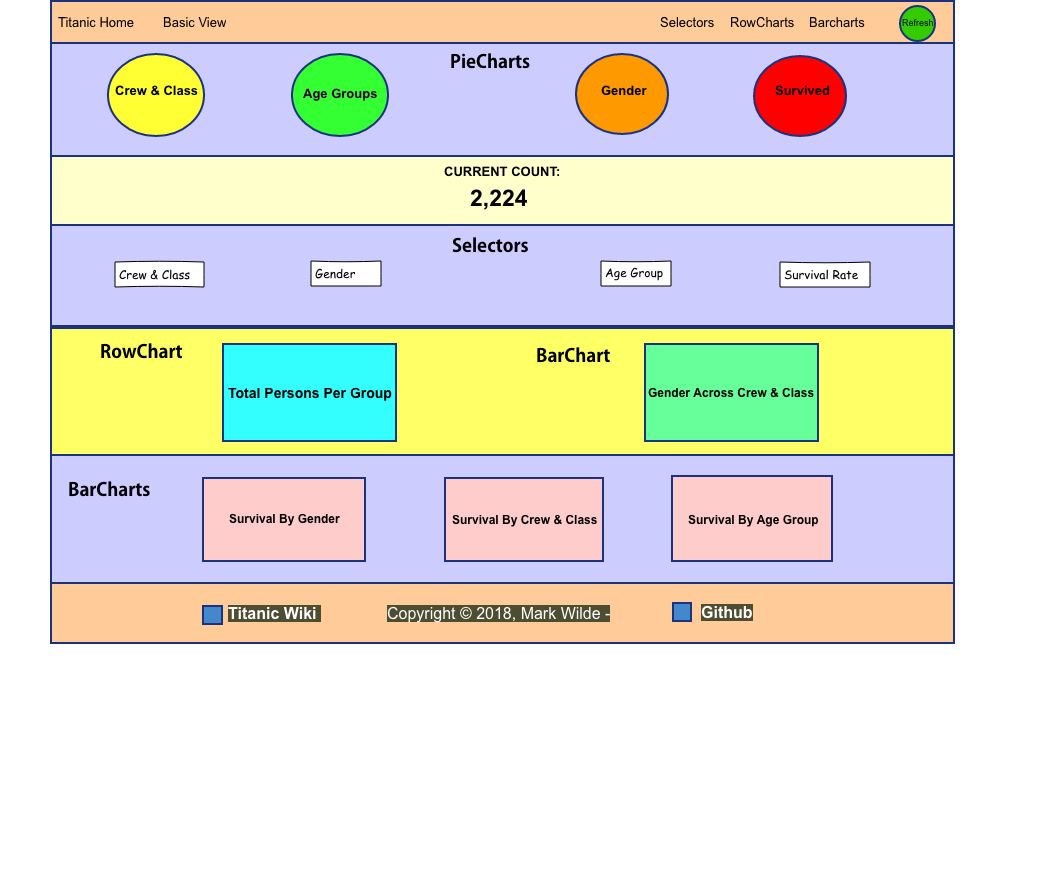 Titanic Home
Basic View
Selectors
RowCharts
Barcharts
Refresh
PieCharts
Crew & Class
Age Groups
Gender
Survived
CURRENT COUNT:
2,224
Selectors
Crew & Class
Gender
Age Group
Survival Rate
RowChart
Total Persons Per Group
BarChart
Gender Across Crew & Class
BarCharts
Survival By Gender
Survival By Crew & Class
Survival By Age Group
Titanic Wiki
Copyright © 2018, Mark Wilde -
Github